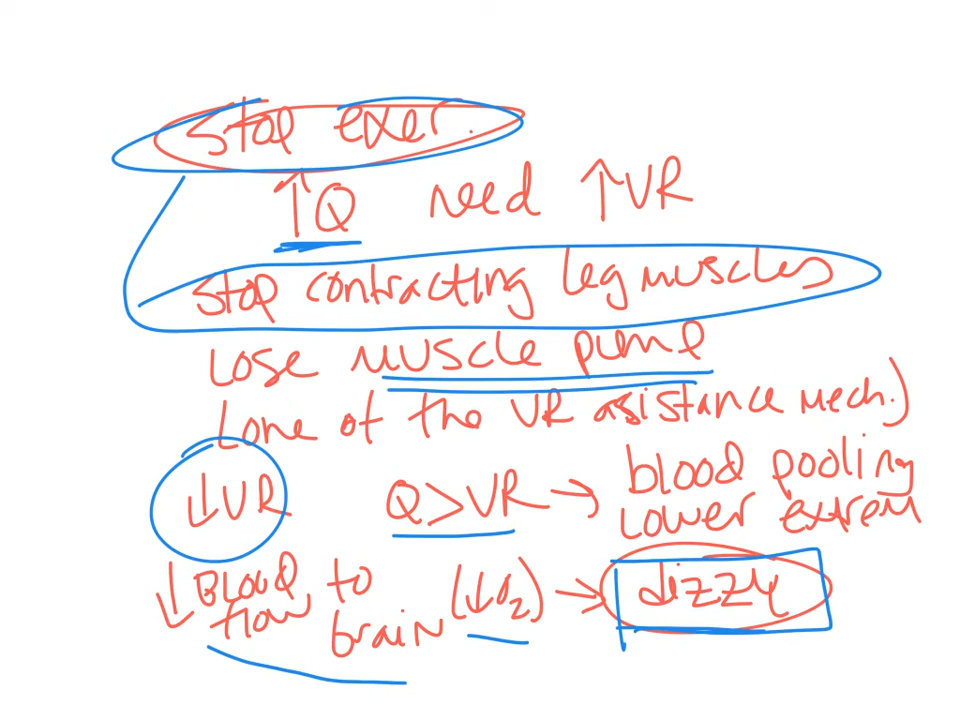 Stop exer.
↑Q need ↑VR
Stop contracting leg muscles
Lose muscle pump
(one of the VR asistance mech.)
↓VR Q>VR → blood pooling
lower extrem
↓ Blood flow to brain (↓O2) → dizzy